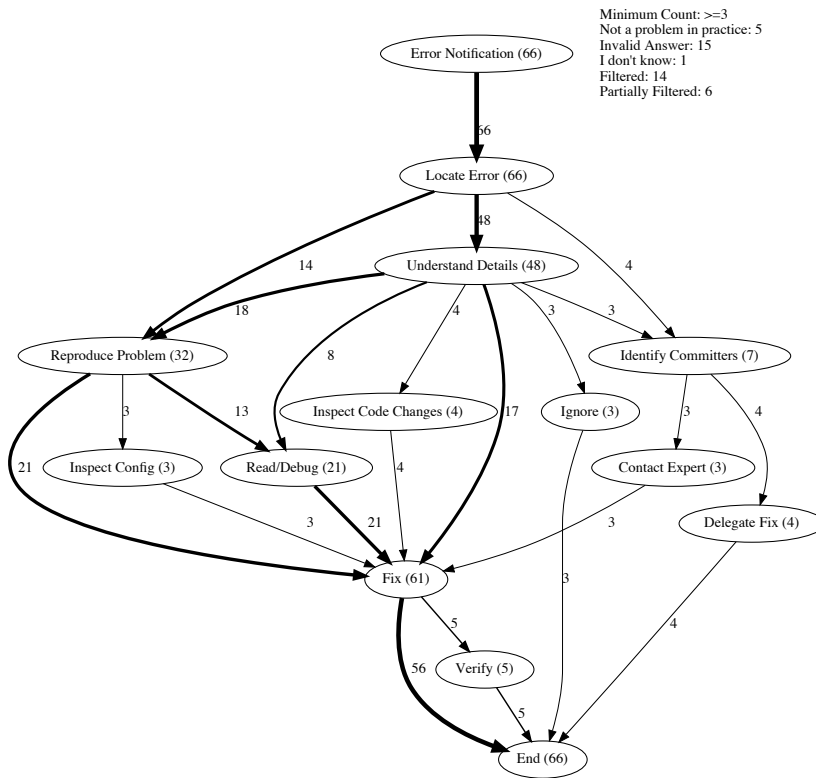 Minimum Count: >=3
Not a problem in practice: 5
Invalid Answer: 15
I don't know: 1
Filtered: 14
Partially Filtered: 6
Error Notification (66)
66
Locate Error (66)
48
14
4
Understand Details (48)
18
8
4
17
3
3
Reproduce Problem (32)
Identify Committers (7)
3
13
3
4
Inspect Code Changes (4)
Ignore (3)
21
4
Inspect Config (3)
Read/Debug (21)
Contact Expert (3)
3
21
3
Delegate Fix (4)
Fix (61)
3
5
4
56
Verify (5)
5
End (66)